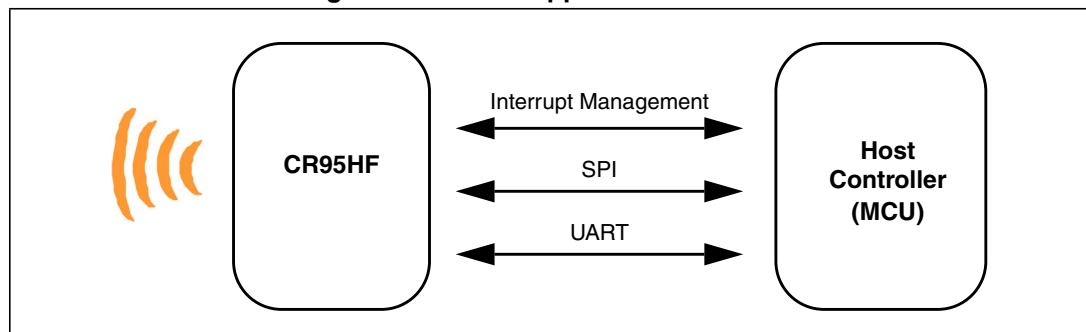 Interrupt Management
CR95HF
SPI
UART
Host
Controller
(MCU)